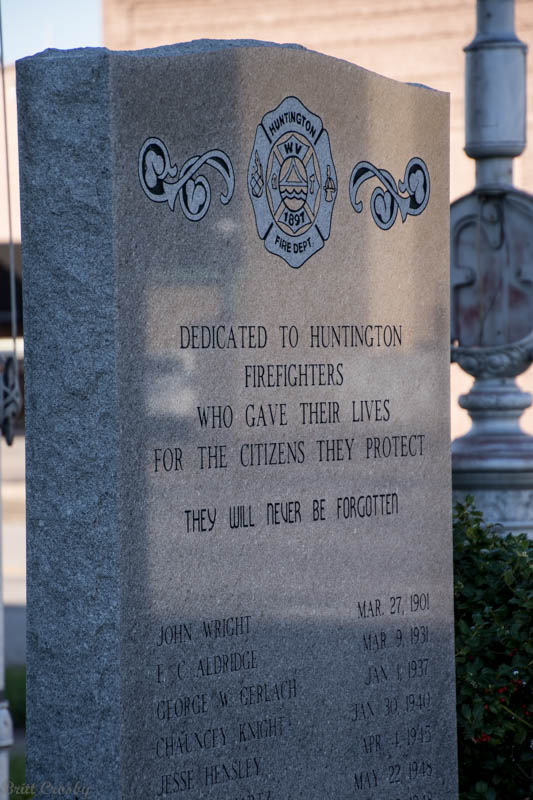 HUNTINGTON
WV
1897
FIRE DEPT.
DEDICATED TO HUNTINGTON
FIREFIGHTERS
WHO GAVE THEIR LIVES
FOR THE CITIZENS THEY PROTECT
THEY WILL NEVER BE FORGOTTEN
JOHN WRIGHT MAR. 27, 1901
E. C. ALDRIDGE MAR. 9, 1931
GEORGE W. GERLACH JAN. 1, 1937
CHAUNCEY KNIGHT JAN. 30, 1940
JESSE HENSLEY APR. 4, 1945
MAY 22, 1948
Britt Crosby